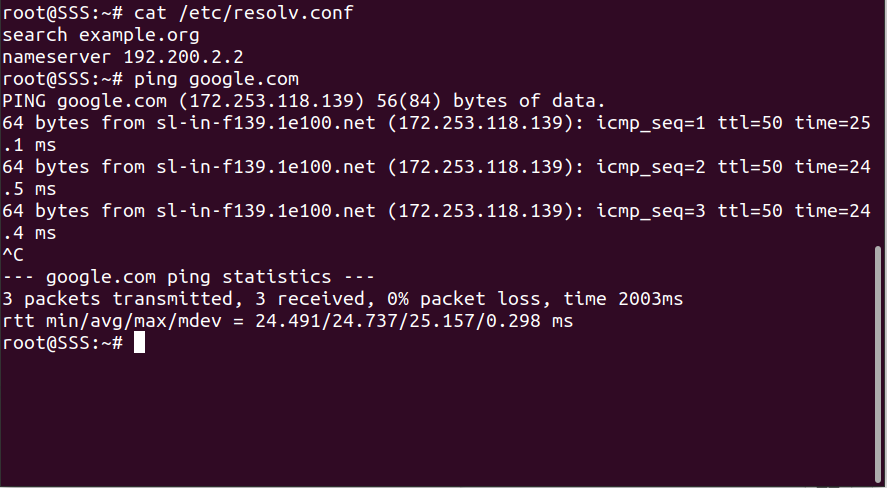 root@SSS:~# cat /etc/resolv.conf
search example.org
nameserver 192.200.2.2
root@SSS:~# ping google.com
PING google.com (172.253.118.139) 56(84) bytes of data.
64 bytes from sl-in-f139.1e100.net (172.253.118.139): icmp_seq=1 ttl=50 time=25
.1 ms
64 bytes from sl-in-f139.1e100.net (172.253.118.139): icmp_seq=2 ttl=50 time=24
.5 ms
64 bytes from sl-in-f139.1e100.net (172.253.118.139): icmp_seq=3 ttl=50 time=24
.4 ms
^C
--- google.com ping statistics ---
3 packets transmitted, 3 received, 0% packet loss, time 2003ms
rtt min/avg/max/mdev = 24.491/24.737/25.157/0.298 ms
root@SSS:~#